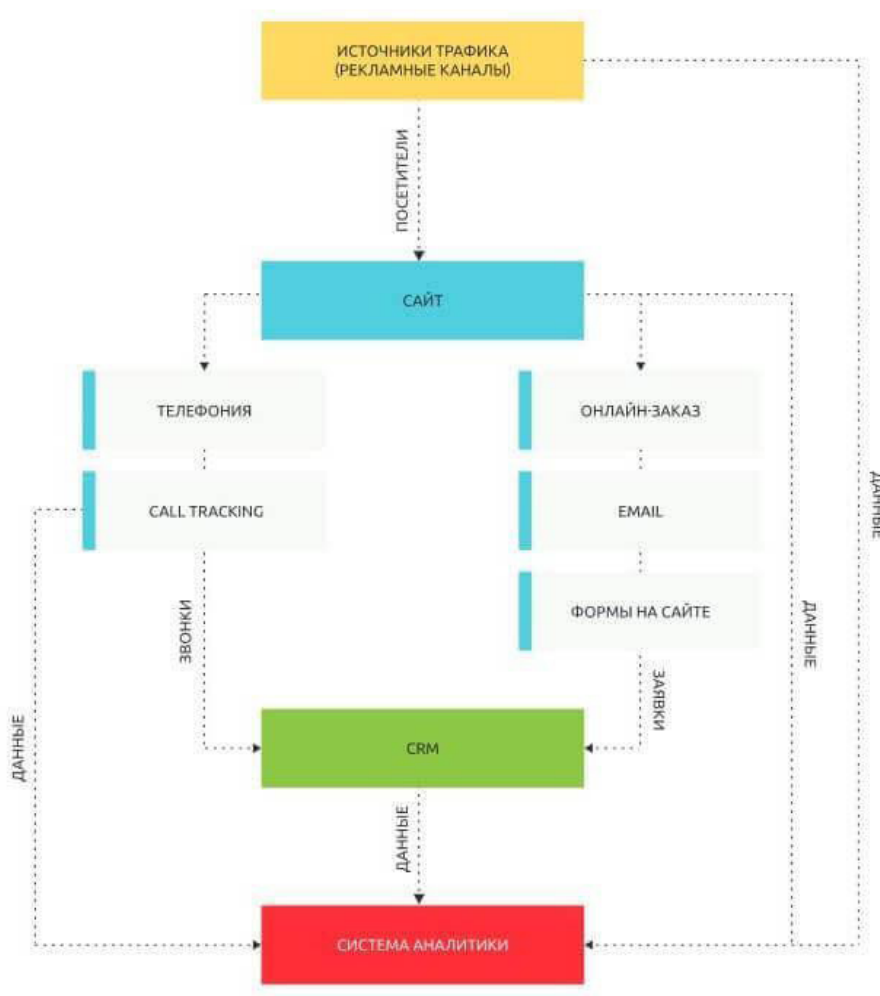 ИСТОЧНИКИ ТРАФИКА
(РЕКЛАМНЫЕ КАНАЛЫ)
ПОСЕТИТЕЛИ
САЙТ
ТЕЛЕФОНИЯ
ОНЛАЙН-ЗАКАЗ
CALL TRACKING
EMAIL
ДАННЫЕ
ФОРМЫ НА САЙТЕ
ЗВОНКИ
ДАННЫЕ
ЗАЯВКИ
ДАННЫЕ
CRM
ДАННЫЕ
СИСТЕМА АНАЛИТИКИ